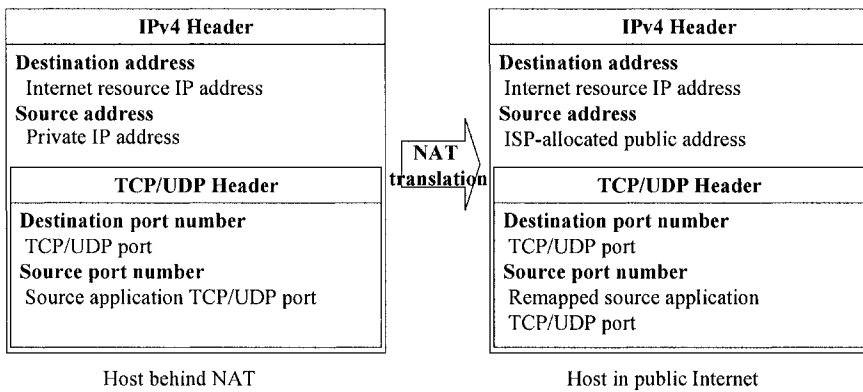 IPv4 Header
Destination address
Internet resource IP address
Source address
Private IP address
TCP/UDP Header
Destination port number
TCP/UDP port
Source port number
Source application TCP/UDP port
Host behind NAT
NAT
translation
IPv4 Header
Destination address
Internet resource IP address
Source address
ISP-allocated public address
TCP/UDP Header
Destination port number
TCP/UDP port
Source port number
Remapped source application
TCP/UDP port
Host in public Internet